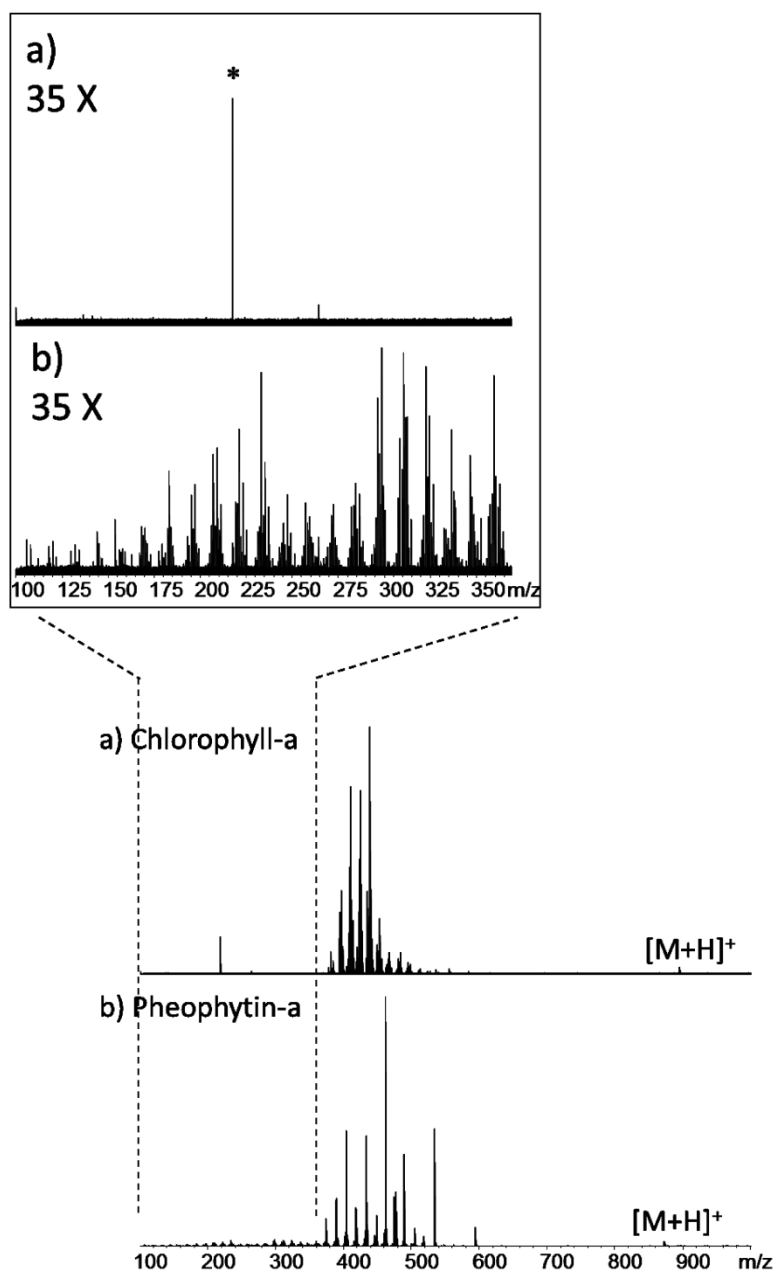 a)
35 X
*
b)
35 X
100 125 150 175 200 225 250 275 300 325 350 m/z
a) Chlorophyll-a
[M+H]+
b) Pheophytin-a
[M+H]+
100 200 300 400 500 600 700 800 900 m/z